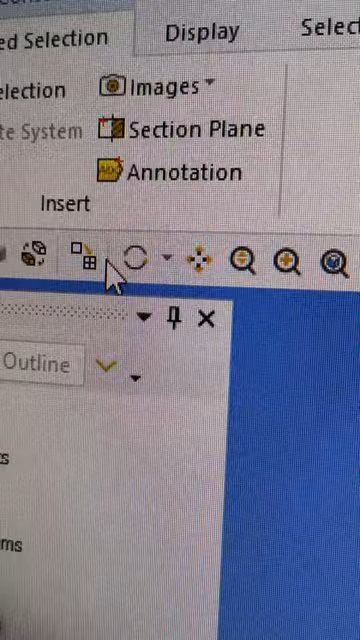 ed Selection Display Selec
election Images
te System Section Plane
Annotation
Insert
Outline
s
ms